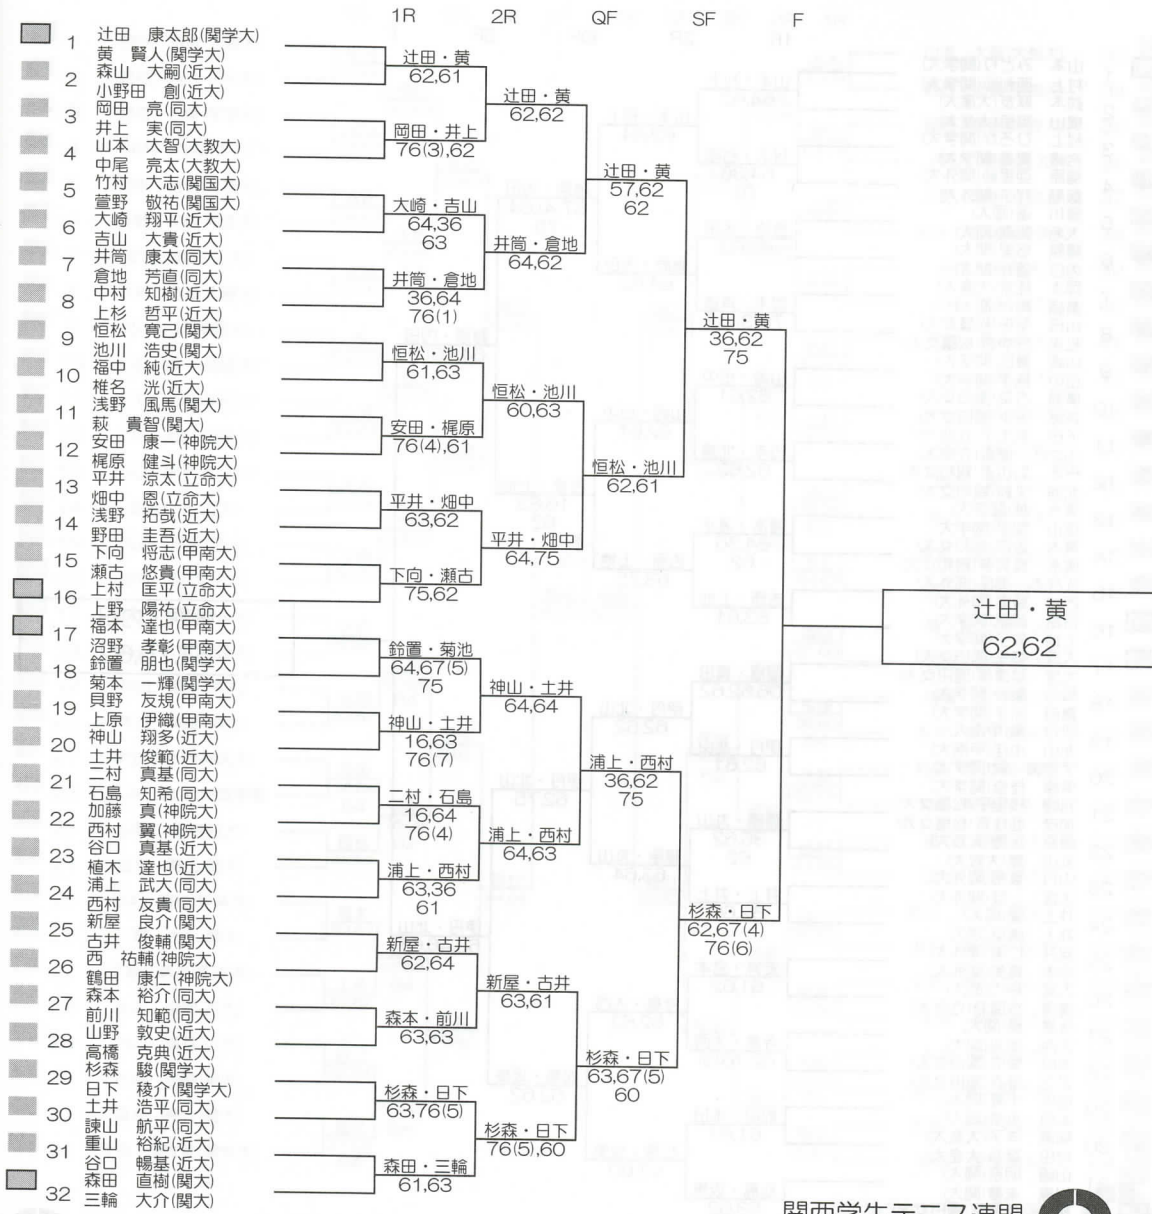 1R 2R QF SF F
1 辻田 康太郎(関学大)
黄 賢人(関学大)
2 森山 大嗣(近大)
小野田 創(近大)
3 岡田 亮(同大)
井上 実(同大)
4 山本 大智(大教大)
中尾 亮太(大教大)
5 竹村 大志(関国大)
萱野 敬祐(関国大)
6 大崎 翔平(近大)
吉山 大貴(近大)
7 井筒 康太(同大)
倉地 芳直(同大)
8 中村 知樹(近大)
上杉 哲平(近大)
9 恒松 寛己(関大)
池川 浩史(関大)
10 福中 純(近大)
椎名 洸(近大)
11 浅野 風馬(関大)
萩 貴智(関大)
12 安田 康一(神院大)
梶原 健斗(神院大)
13 平井 涼太(立命大)
畑中 恩(立命大)
14 浅野 拓哉(近大)
野田 圭吾(近大)
15 下向 将志(甲南大)
瀬古 悠貴(甲南大)
16 上村 匡平(立命大)
上野 陽祐(立命大)
17 福本 達也(甲南大)
沼野 孝彰(甲南大)
18 鈴置 朋也(関学大)
菊本 一輝(関学大)
19 貝野 友規(甲南大)
上原 伊織(甲南大)
20 神山 翔多(近大)
土井 俊範(近大)
21 二村 真基(同大)
石島 知希(同大)
22 加藤 真(神院大)
西村 翼(神院大)
23 谷口 真基(近大)
植木 達也(近大)
24 浦上 武大(同大)
西村 友貴(同大)
25 新屋 良介(関大)
古井 俊輔(関大)
26 西 祐輔(神院大)
鶴田 康仁(神院大)
27 森本 裕介(同大)
前川 知範(同大)
28 山野 敦史(近大)
高橋 克典(近大)
29 杉森 駿(関学大)
日下 稜介(関学大)
30 土井 浩平(同大)
諫山 航平(同大)
31 重山 裕紀(近大)
谷口 暢基(近大)
32 森田 直樹(関大)
三輪 大介(関大)
辻田・黄
62,61
岡田・井上
76(3),62
大崎・吉山
64,36
63
井筒・倉地
36,64
76(1)
恒松・池川
61,63
安田・梶原
76(4),61
平井・畑中
63,62
下向・瀬古
75,62
鈴置・菊池
64,67(5)
75
神山・土井
16,63
76(7)
二村・石島
16,64
76(4)
浦上・西村
63,36
61
新屋・古井
62,64
森本・前川
63,63
杉森・日下
63,76(5)
森田・三輪
61,63
辻田・黄
62,62
井筒・倉地
64,62
恒松・池川
60,63
平井・畑中
64,75
神山・土井
64,64
浦上・西村
64,63
新屋・古井
63,61
杉森・日下
76(5),60
辻田・黄
57,62
62
恒松・池川
62,61
浦上・西村
36,62
75
杉森・日下
63,67(5)
60
辻田・黄
36,62
75
杉森・日下
62,67(4)
76(6)
辻田・黄
62,62
関西学生テニス連盟